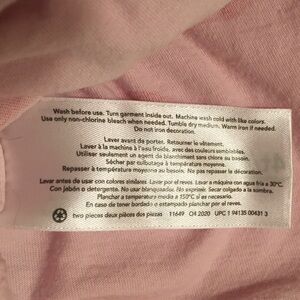 Wash before use. Turn garment inside out. Machine wash cold with like colors.
Use only non-chlorine bleach when needed. Tumble dry medium. Warm iron if needed.
Do not iron decoration.
Laver avant de porter. Retourner le vêtement.
Laver à la machine à l'eau froide, avec des couleurs semblables.
Utiliser seulement un agent de blanchiment sans chlore au besoin.
Sécher par culbutage à température moyenne.
Repasser à température moyenne au besoin. Ne pas repasser la décoration.
Lavar antes de usar con colores similares. Lavar por el revés. Lavar a máquina con agua fría a 30°C.
Con jabón o detergente. No usar blanqueador. No exprimir. Secar colgando a la sombra.
Planchar a temperatura media a 150°C si es necesario.
En caso de tener bordado o estampado planchar por el revés.
two pieces deux pièces dos piezas 11649 Q4 2020 UPC 1 94135 00431 3